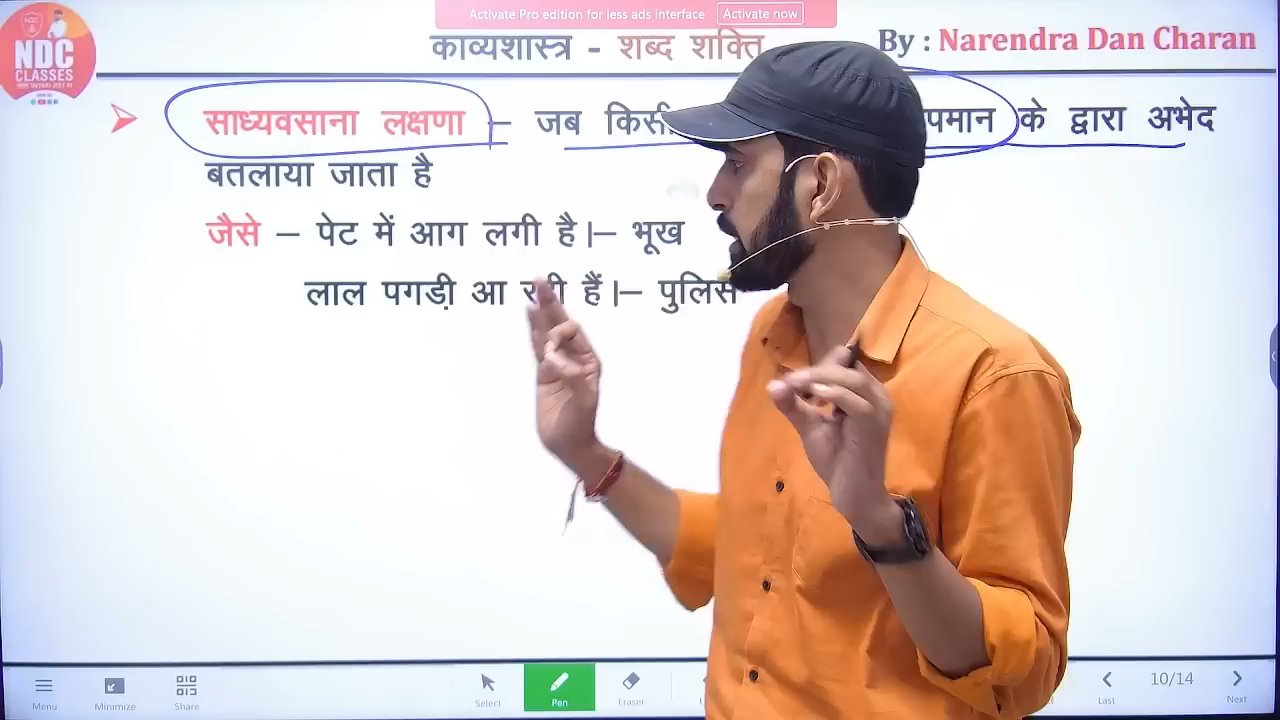 Activate Pro edition for less ads interface Activate now
NDC
CLASSES
काव्यशास्त्र - शब्द शक्ति
By : Narendra Dan Charan
साध्यवसाना लक्षणा – जब किसी के द्वारा अभेद
बतलाया जाता है
जैसे – पेट में आग लगी है।– भूख
लाल पगड़ी आ रही हैं।– पुलिस
Menu
Minimize
Share
Select
Pen
Eraser
Last
10/14
Next